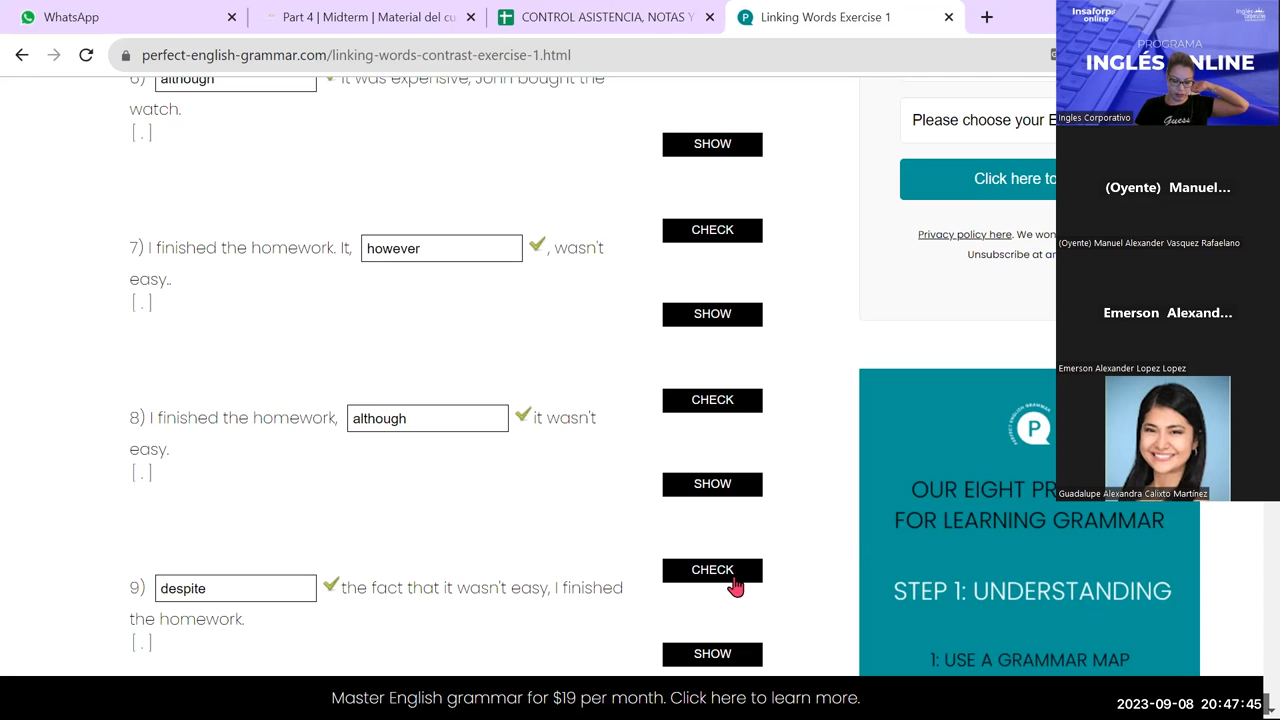 WhatsApp
Part 4 | Midterm | Material del cu
CONTROL ASISTENCIA, NOTAS Y
Linking Words Exercise 1
perfect-english-grammar.com/linking-words-contrast-exercise-1.html
6) although it was expensive, John bought the
watch.
[ . ]
SHOW
CHECK
7) I finished the homework. It, however , wasn't
easy..
[ . ]
SHOW
CHECK
8) I finished the homework, although it wasn't
easy.
[ . ]
SHOW
CHECK
9) despite the fact that it wasn't easy, I finished
the homework.
[ . ]
SHOW
Please choose your E
Click here to
Privacy policy here. We won
Unsubscribe at an
PERFECT ENGLISH GRAMMAR
P
OUR EIGHT PR
FOR LEARNING GRAMMAR
STEP 1: UNDERSTANDING
1: USE A GRAMMAR MAP
Master English grammar for $19 per month. Click here to learn more.
Insaforp
online
PROGRAMA
INGLÉS ONLINE
Guess
Ingles Corporativo
(Oyente) Manuel...
(Oyente) Manuel Alexander Vasquez Rafaelano
Emerson Alexand...
Emerson Alexander Lopez Lopez
Guadalupe Alexandra Calixto Martínez
2023-09-08 20:47:45